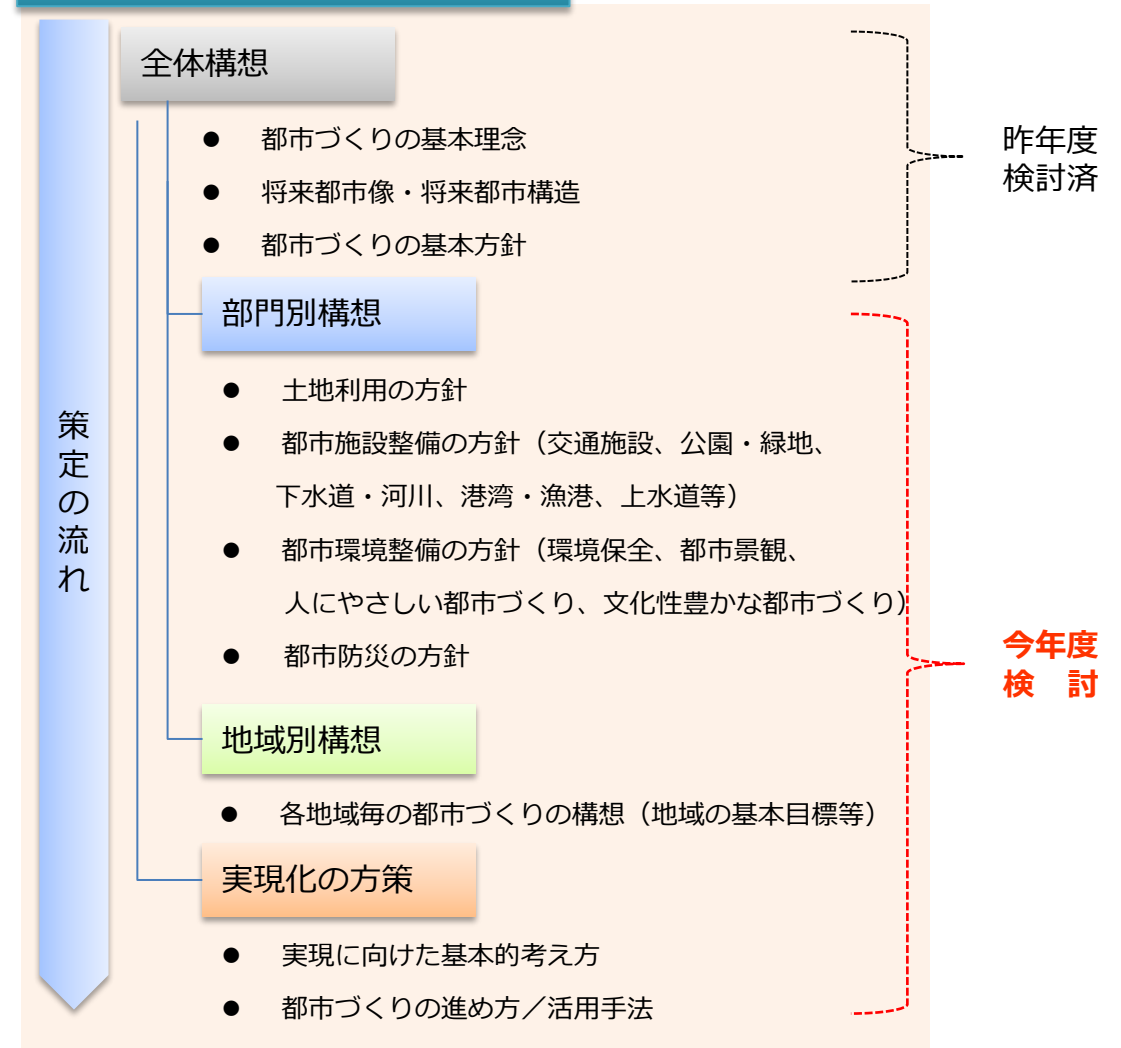 全体構想
● 都市づくりの基本理念
● 将来都市像・将来都市構造
● 都市づくりの基本方針
昨年度
検討済
部門別構想
● 土地利用の方針
● 都市施設整備の方針（交通施設、公園・緑地、
下水道・河川、港湾・漁港、上水道等）
● 都市環境整備の方針（環境保全、都市景観、
人にやさしい都市づくり、文化性豊かな都市づくり）
● 都市防災の方針
地域別構想
● 各地域毎の都市づくりの構想（地域の基本目標等）
実現化の方策
● 実現に向けた基本的考え方
● 都市づくりの進め方／活用手法
今年度
検　討
策定の流れ